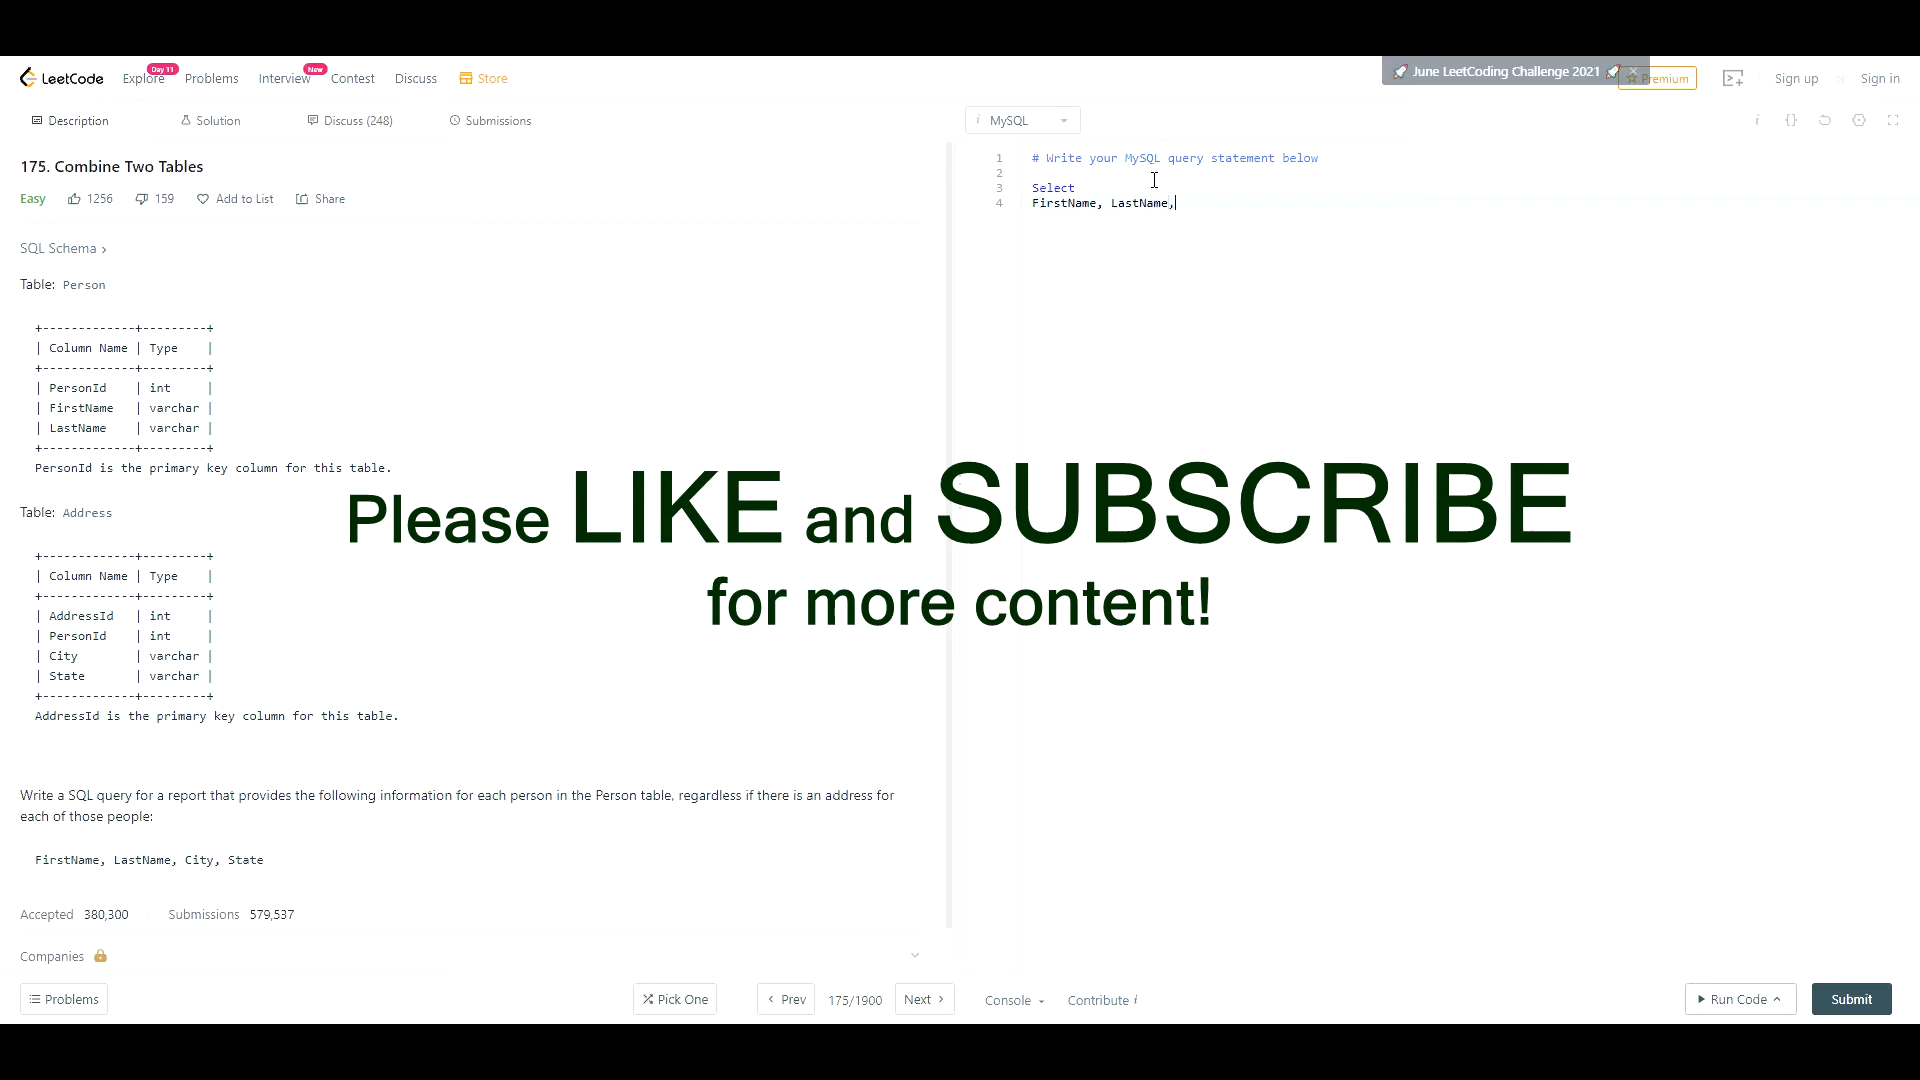 LeetCode Explore Day 11 Problems Interview New Contest Discuss Store
June LeetCoding Challenge 2021 Premium Sign up Sign in
Description Solution Discuss (248) Submissions
i MySQL
175. Combine Two Tables
Easy 1256 159 Add to List Share
SQL Schema >
Table: Person
+-------------+---------+
| Column Name | Type    |
+-------------+---------+
| PersonId    | int     |
| FirstName   | varchar |
| LastName    | varchar |
+-------------+---------+
PersonId is the primary key column for this table.
Table: Address
+-------------+---------+
| Column Name | Type    |
+-------------+---------+
| AddressId   | int     |
| PersonId    | int     |
| City        | varchar |
| State       | varchar |
+-------------+---------+
AddressId is the primary key column for this table.
Write a SQL query for a report that provides the following information for each person in the Person table, regardless if there is an address for
each of those people:
FirstName, LastName, City, State
Accepted 380,300 Submissions 579,537
Companies
Problems Pick One < Prev 175/1900 Next >
1 # Write your MySQL query statement below
2
3 Select
4 FirstName, LastName,
Please LIKE and SUBSCRIBE
for more content!
Console Contribute i
Run Code Submit